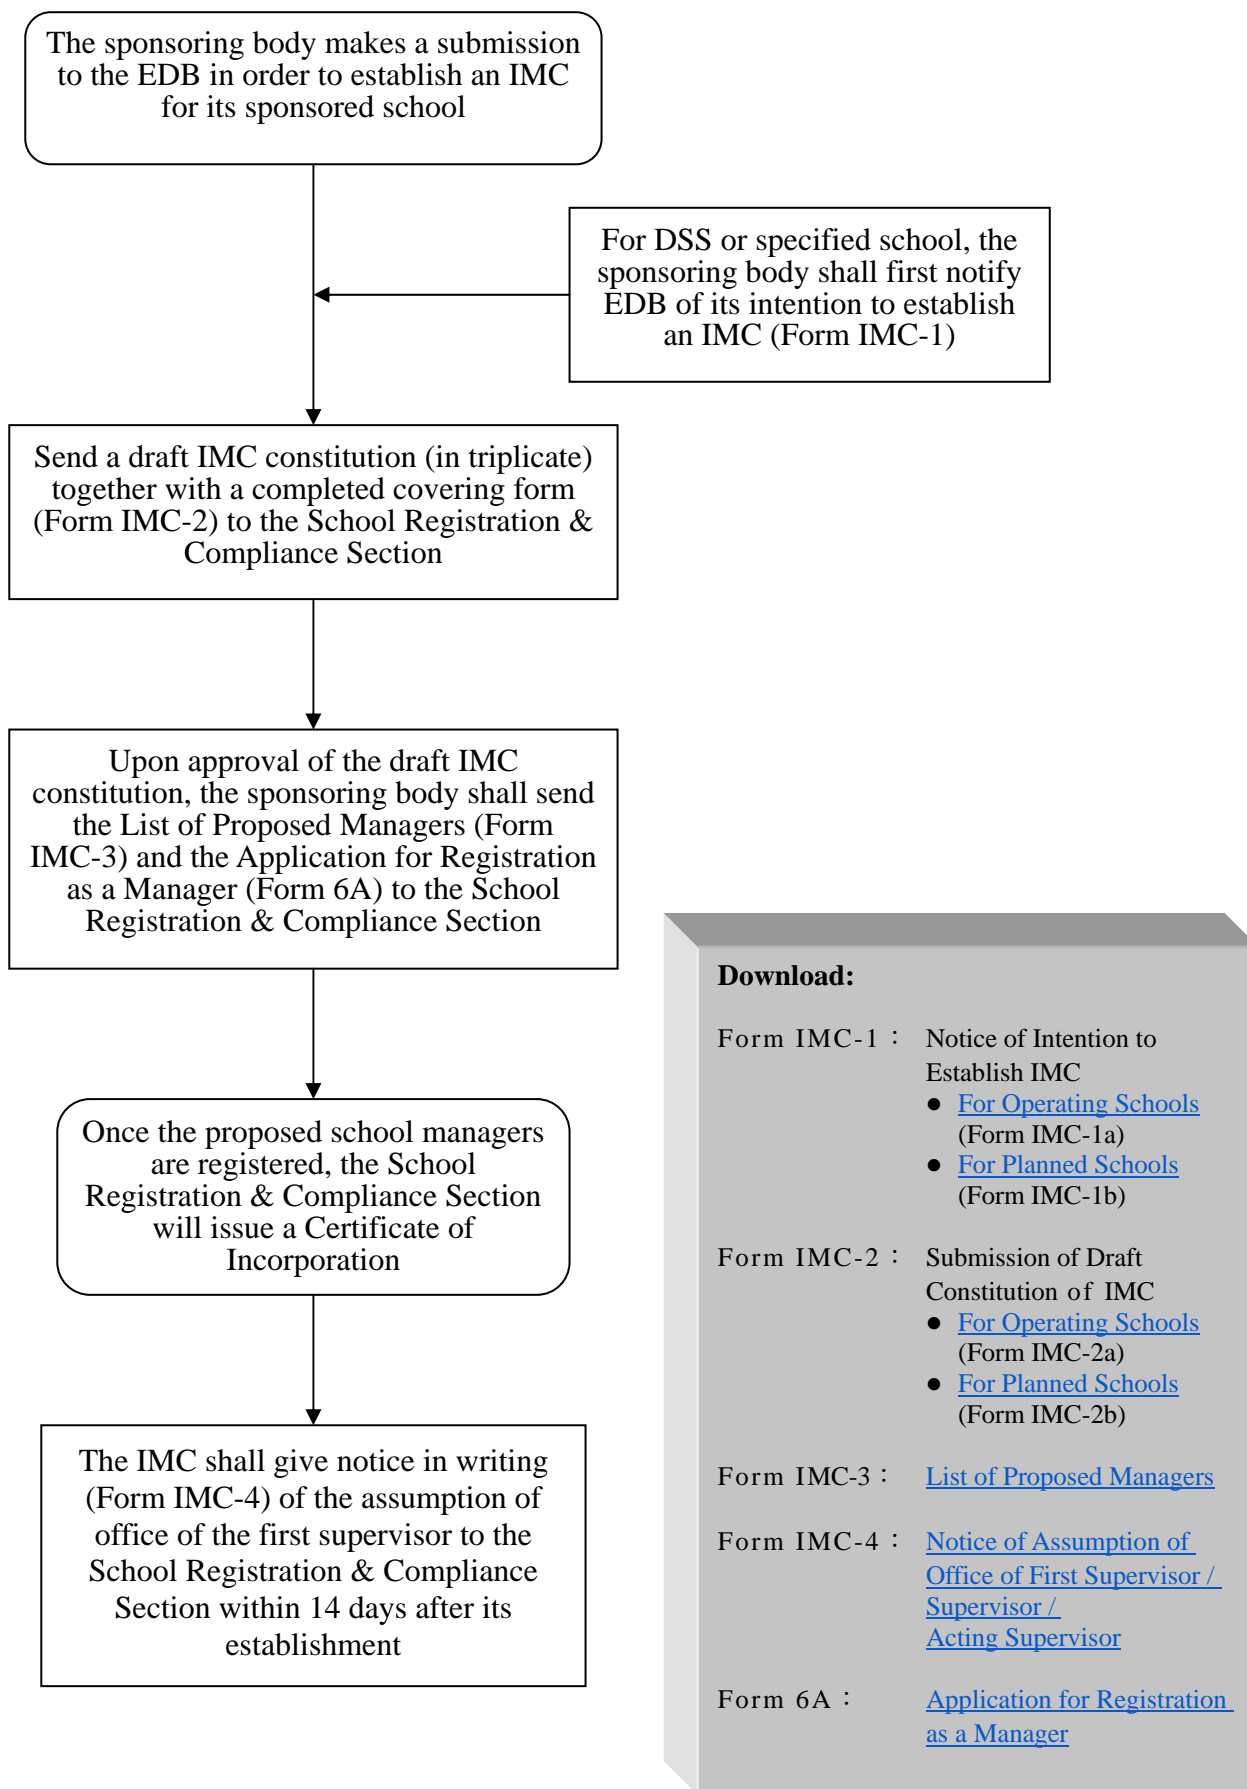 The sponsoring body makes a submission
to the EDB in order to establish an IMC
for its sponsored school
For DSS or specified school, the
sponsoring body shall first notify
EDB of its intention to establish
an IMC (Form IMC-1)
Send a draft IMC constitution (in triplicate)
together with a completed covering form
(Form IMC-2) to the School Registration &
Compliance Section
Upon approval of the draft IMC
constitution, the sponsoring body shall send
the List of Proposed Managers (Form
IMC-3) and the Application for Registration
as a Manager (Form 6A) to the School
Registration & Compliance Section
Once the proposed school managers
are registered, the School
Registration & Compliance Section
will issue a Certificate of
Incorporation
The IMC shall give notice in writing
(Form IMC-4) of the assumption of
office of the first supervisor to the
School Registration & Compliance
Section within 14 days after its
establishment
Download:
Form IMC-1： Notice of Intention to
Establish IMC
● For Operating Schools
(Form IMC-1a)
● For Planned Schools
(Form IMC-1b)
Form IMC-2： Submission of Draft
Constitution of IMC
● For Operating Schools
(Form IMC-2a)
● For Planned Schools
(Form IMC-2b)
Form IMC-3： List of Proposed Managers
Form IMC-4： Notice of Assumption of
Office of First Supervisor /
Supervisor /
Acting Supervisor
Form 6A： Application for Registration
as a Manager